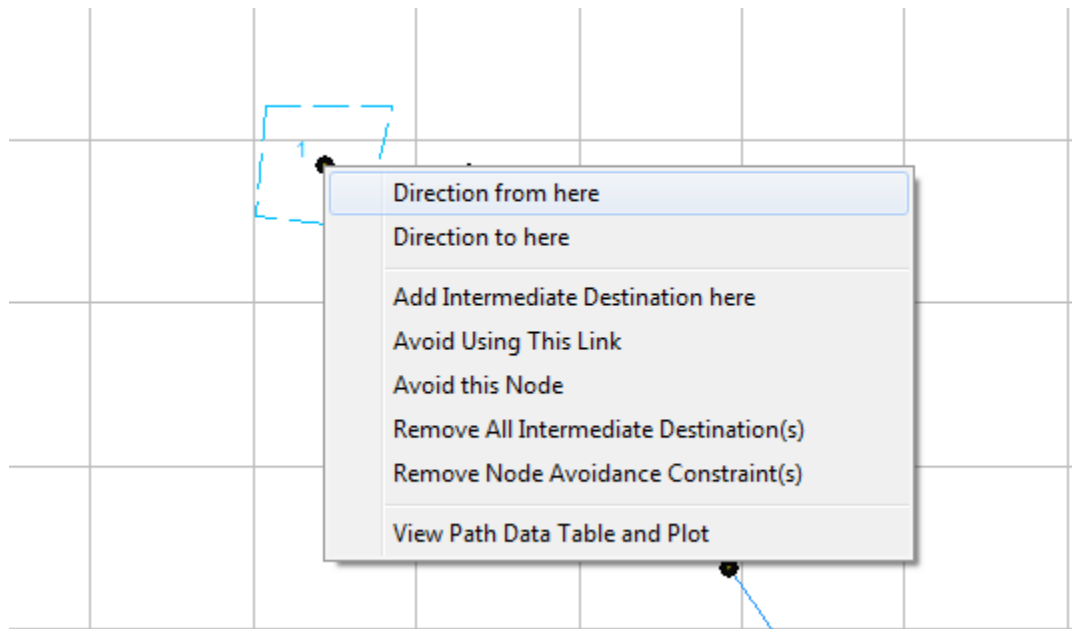 1
Direction from here
Direction to here
Add Intermediate Destination here
Avoid Using This Link
Avoid this Node
Remove All Intermediate Destination(s)
Remove Node Avoidance Constraint(s)
View Path Data Table and Plot